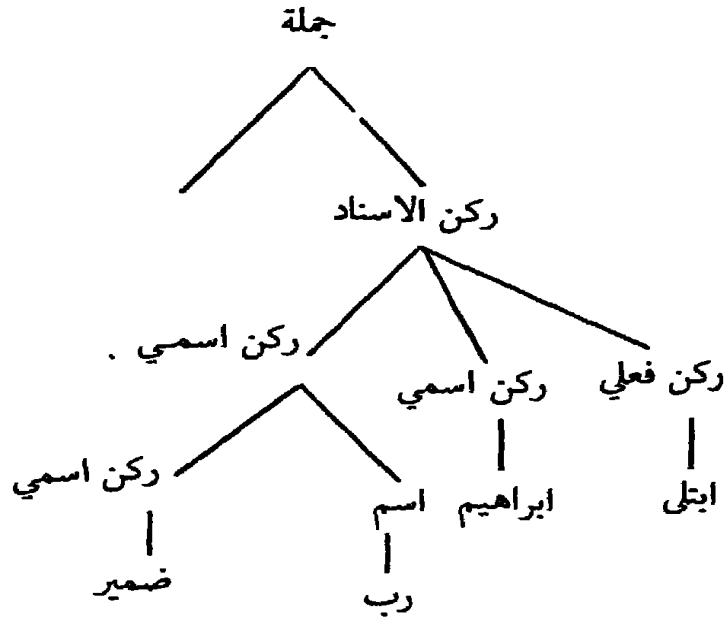 جملة
ركن الاسناد
ركن اسمي .
ركن فعلي ركن اسمي ركن اسمي
ابتلى ابراهيم اسم
ضمير
رب